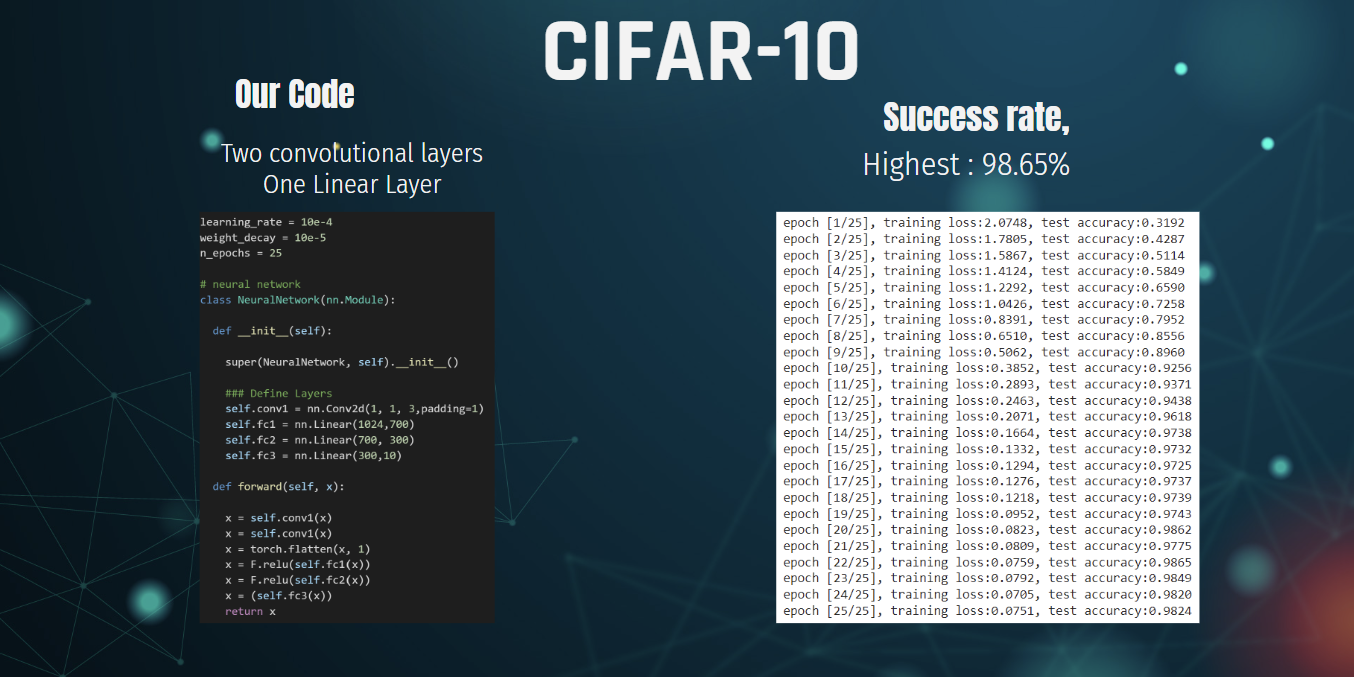 CIFAR-10
Our Code
Two convolutional layers
One Linear Layer
learning_rate = 10e-4
weight_decay = 10e-5
n_epochs = 25
# neural network
class NeuralNetwork(nn.Module):
def __init__(self):
super(NeuralNetwork, self).__init__()
### Define Layers
self.conv1 = nn.Conv2d(1, 1, 3,padding=1)
self.fc1 = nn.Linear(1024,700)
self.fc2 = nn.Linear(700, 300)
self.fc3 = nn.Linear(300,10)
def forward(self, x):
x = self.conv1(x)
x = self.conv1(x)
x = torch.flatten(x, 1)
x = F.relu(self.fc1(x))
x = F.relu(self.fc2(x))
x = (self.fc3(x))
return x
Success rate,
Highest : 98.65%
epoch [1/25], training loss:2.0748, test accuracy:0.3192
epoch [2/25], training loss:1.7805, test accuracy:0.4287
epoch [3/25], training loss:1.5867, test accuracy:0.5114
epoch [4/25], training loss:1.4124, test accuracy:0.5849
epoch [5/25], training loss:1.2292, test accuracy:0.6590
epoch [6/25], training loss:1.0426, test accuracy:0.7258
epoch [7/25], training loss:0.8391, test accuracy:0.7952
epoch [8/25], training loss:0.6510, test accuracy:0.8556
epoch [9/25], training loss:0.5062, test accuracy:0.8960
epoch [10/25], training loss:0.3852, test accuracy:0.9256
epoch [11/25], training loss:0.2893, test accuracy:0.9371
epoch [12/25], training loss:0.2463, test accuracy:0.9438
epoch [13/25], training loss:0.2071, test accuracy:0.9618
epoch [14/25], training loss:0.1664, test accuracy:0.9738
epoch [15/25], training loss:0.1332, test accuracy:0.9732
epoch [16/25], training loss:0.1294, test accuracy:0.9725
epoch [17/25], training loss:0.1276, test accuracy:0.9737
epoch [18/25], training loss:0.1218, test accuracy:0.9739
epoch [19/25], training loss:0.0952, test accuracy:0.9743
epoch [20/25], training loss:0.0823, test accuracy:0.9862
epoch [21/25], training loss:0.0809, test accuracy:0.9775
epoch [22/25], training loss:0.0759, test accuracy:0.9865
epoch [23/25], training loss:0.0792, test accuracy:0.9849
epoch [24/25], training loss:0.0705, test accuracy:0.9820
epoch [25/25], training loss:0.0751, test accuracy:0.9824